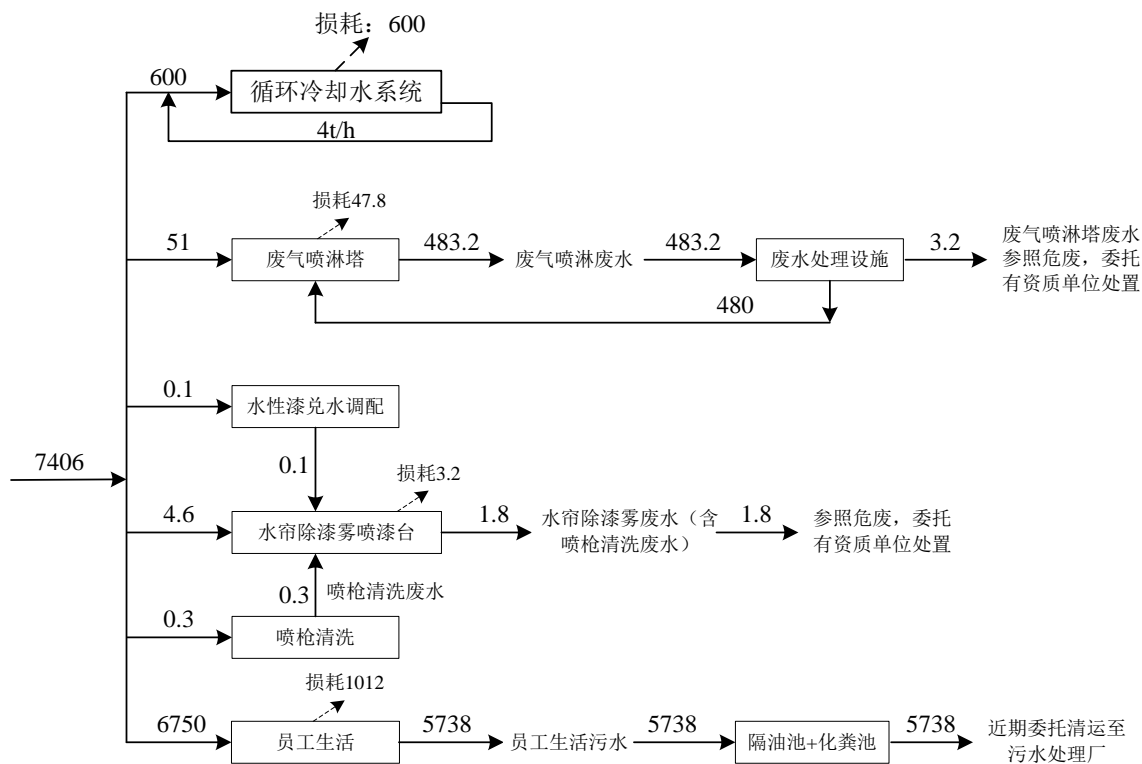 损耗：600
600
循环冷却水系统
4t/h
损耗47.8
51
废气喷淋塔
483.2
废气喷淋废水
483.2
废水处理设施
3.2
废气喷淋塔废水
参照危废，委托
有资质单位处置
480
0.1
水性漆兑水调配
0.1
7406
损耗3.2
4.6
水帘除漆雾喷漆台
1.8
水帘除漆雾废水（含
喷枪清洗废水）
1.8
参照危废，委托
有资质单位处置
0.3
喷枪清洗废水
0.3
喷枪清洗
损耗1012
6750
员工生活
5738
员工生活污水
5738
隔油池+化粪池
5738
近期委托清运至
污水处理厂